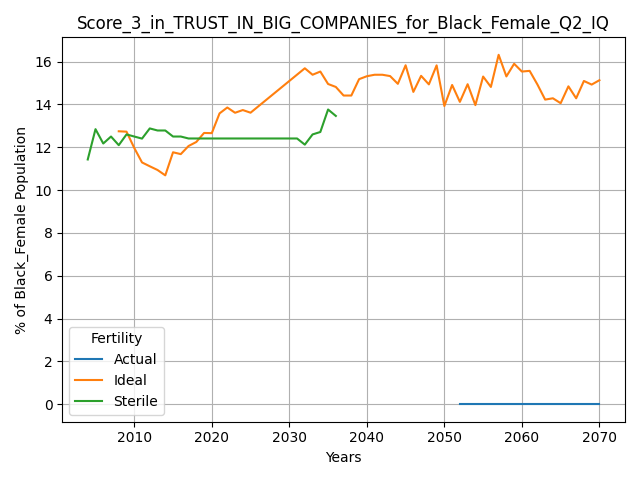 Score_3_in_TRUST_IN_BIG_COMPANIES_for_Black_Female_Q2_IQ
% of Black_Female Population
16
14
12
10
8
6
4
2
0
Fertility
Actual
Ideal
Sterile
2010 2020 2030 2040 2050 2060 2070
Years